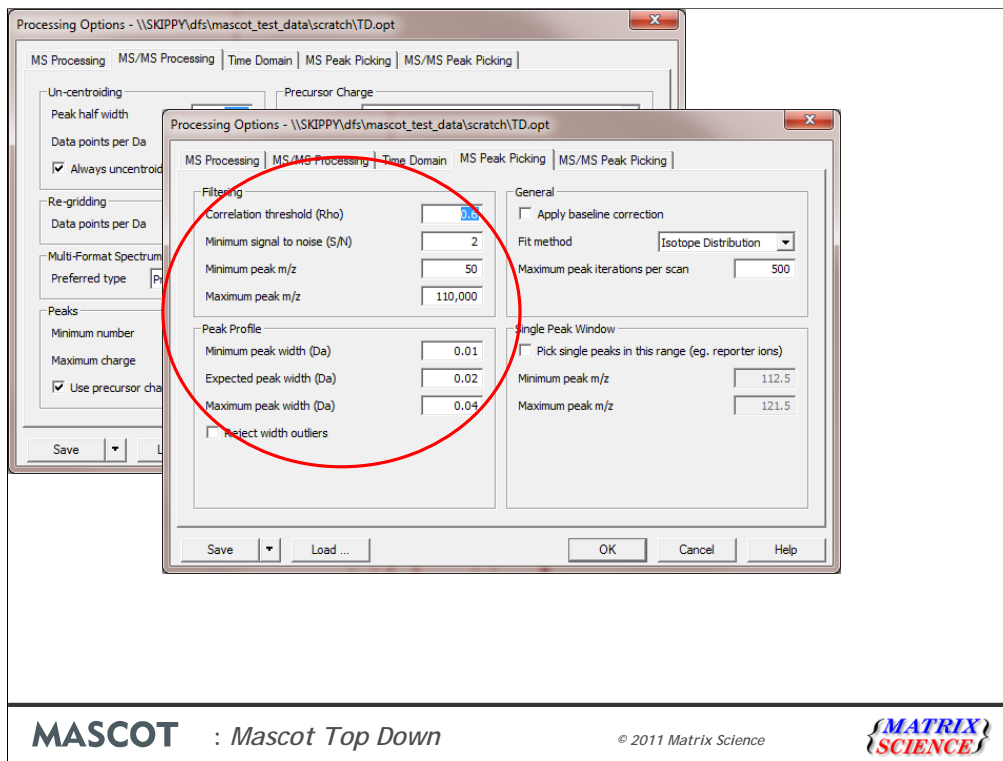 Processing Options - \\SKIPPY\dfs\mascot_test_data\scratch\TD.opt
MS Processing MS/MS Processing Time Domain MS Peak Picking MS/MS Peak Picking
Un-centroiding
Precursor Charge
Peak half width
Data points per Da
Always uncentroid
Re-gridding
Data points per Da
Multi-Format Spectrum
Preferred type
Peaks
Minimum number
Maximum charge
Use precursor cha
Save
Processing Options - \\SKIPPY\dfs\mascot_test_data\scratch\TD.opt
MS Processing MS/MS Processing Time Domain MS Peak Picking MS/MS Peak Picking
Filtering
Correlation threshold (Rho) 0.6
Minimum signal to noise (S/N) 2
Minimum peak m/z 50
Maximum peak m/z 110,000
Peak Profile
Minimum peak width (Da) 0.01
Expected peak width (Da) 0.02
Maximum peak width (Da) 0.04
Reject width outliers
General
Apply baseline correction
Fit method Isotope Distribution
Maximum peak iterations per scan 500
Single Peak Window
Pick single peaks in this range (eg. reporter ions)
Minimum peak m/z 112.5
Maximum peak m/z 121.5
Save Load ... OK Cancel Help
MASCOT : Mascot Top Down © 2011 Matrix Science
MATRIX
SCIENCE